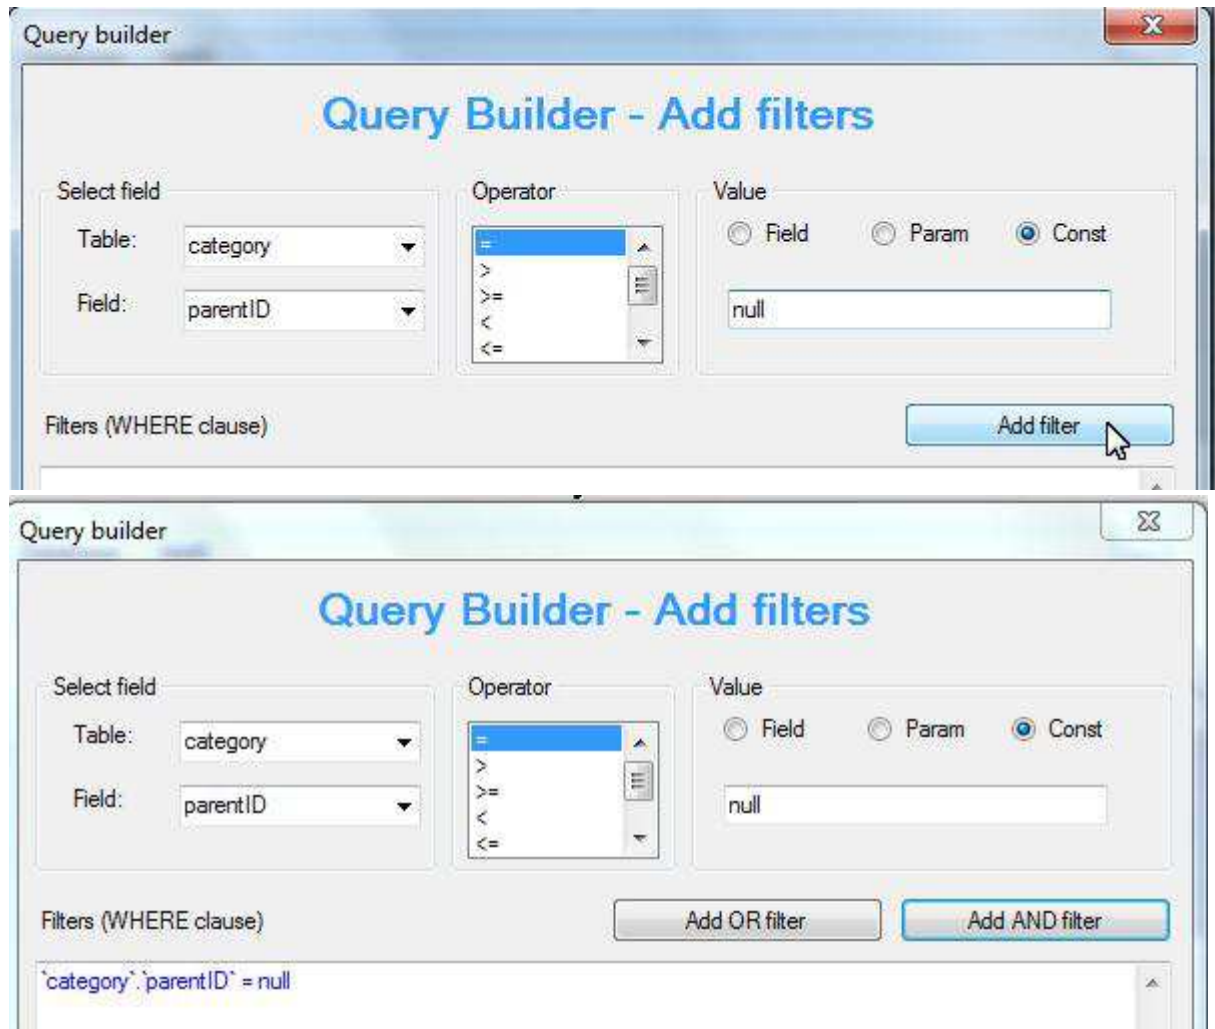 Query builder
Query Builder - Add filters
Select field
Operator
Value
Table:
category
=
Field
Param
Const
>
Field:
parentID
>=
null
<
<=
Filters (WHERE clause)
Add filter
Query builder
Query Builder - Add filters
Select field
Operator
Value
Table:
category
=
Field
Param
Const
>
Field:
parentID
>=
null
<
<=
Filters (WHERE clause)
Add OR filter
Add AND filter
`category`.`parentID` = null